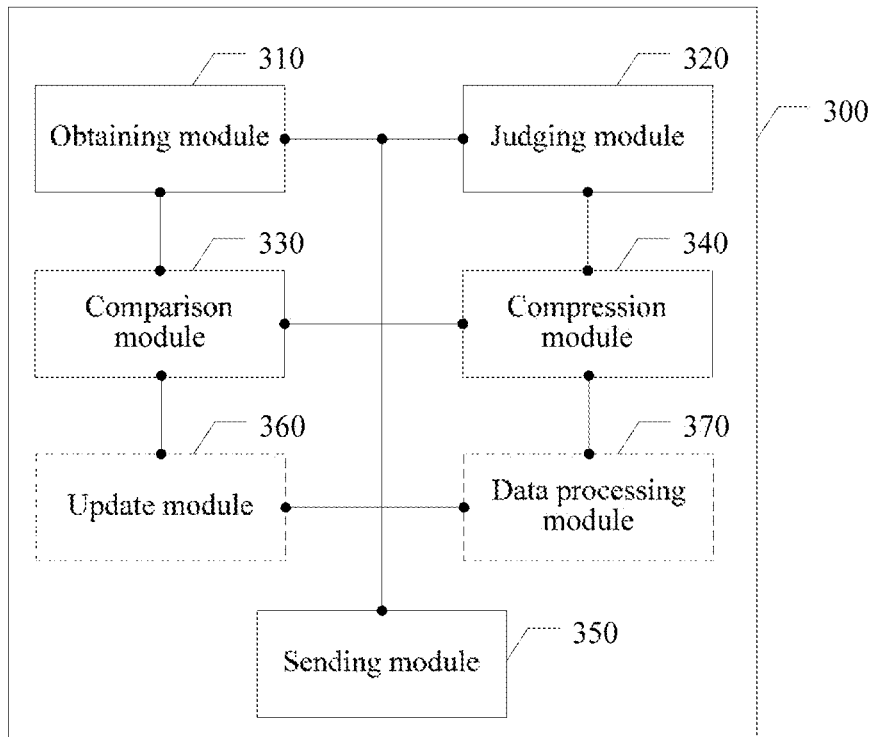 310
320
300
Obtaining module
Judging module
330
340
Comparison
module
Compression
module
360
370
Update module
Data processing
module
350
Sending module